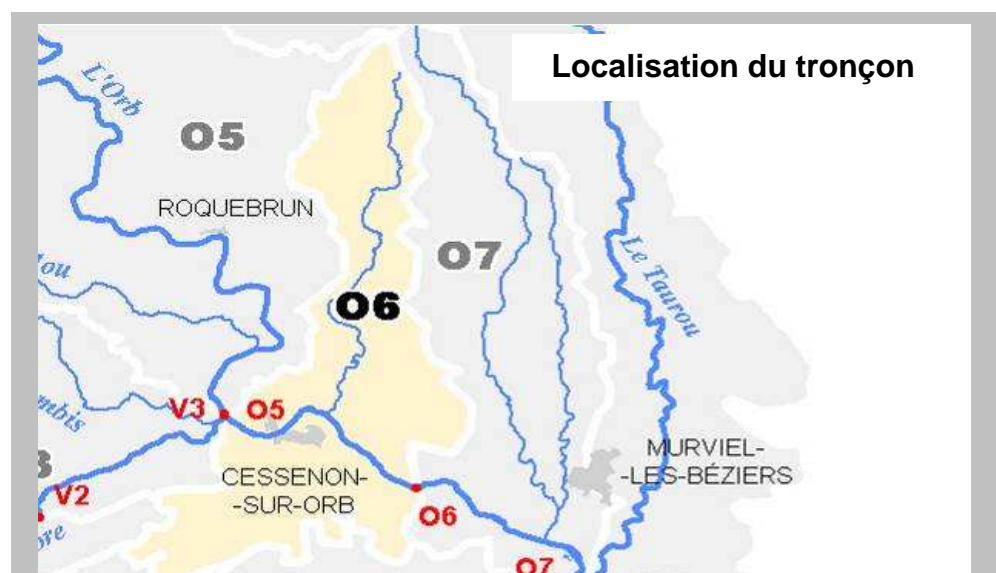 Localisation du tronçon
L'Orb
O5
ROQUEBRUN
O7
Le Taurou
O6
V3
O5
MURVIEL-
-LES-BÉZIERS
CESSENON-
-SUR-ORB
V2
O6
O7